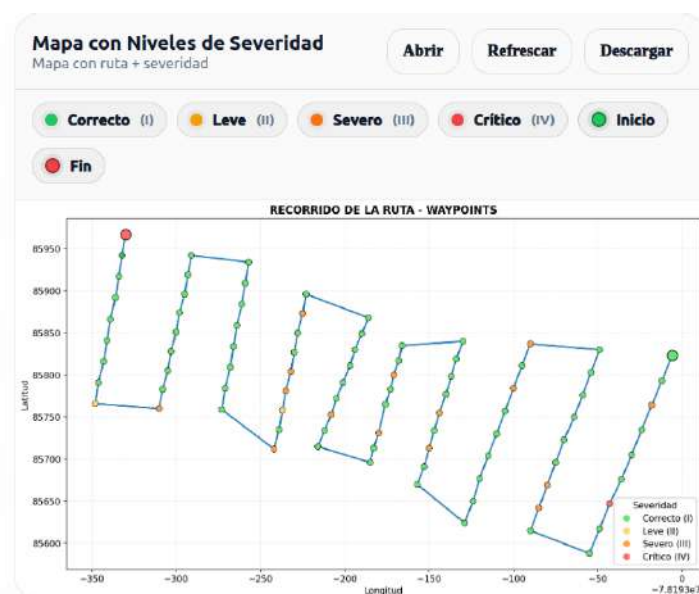 Mapa con Niveles de Severidad
Mapa con ruta + severidad
Abrir
Refrescar
Descargar
Correcto (I)
Leve (II)
Severo (III)
Crítico (IV)
Inicio
Fin
RECORRIDO DE LA RUTA - WAYPOINTS
85950
85900
85850
85800
85750
85700
85650
85600
Latitud
Severidad
Correcto (I)
Leve (II)
Severo (III)
Crítico (IV)
−350
−300
−250
−200
−150
−100
−50
0
Longitud